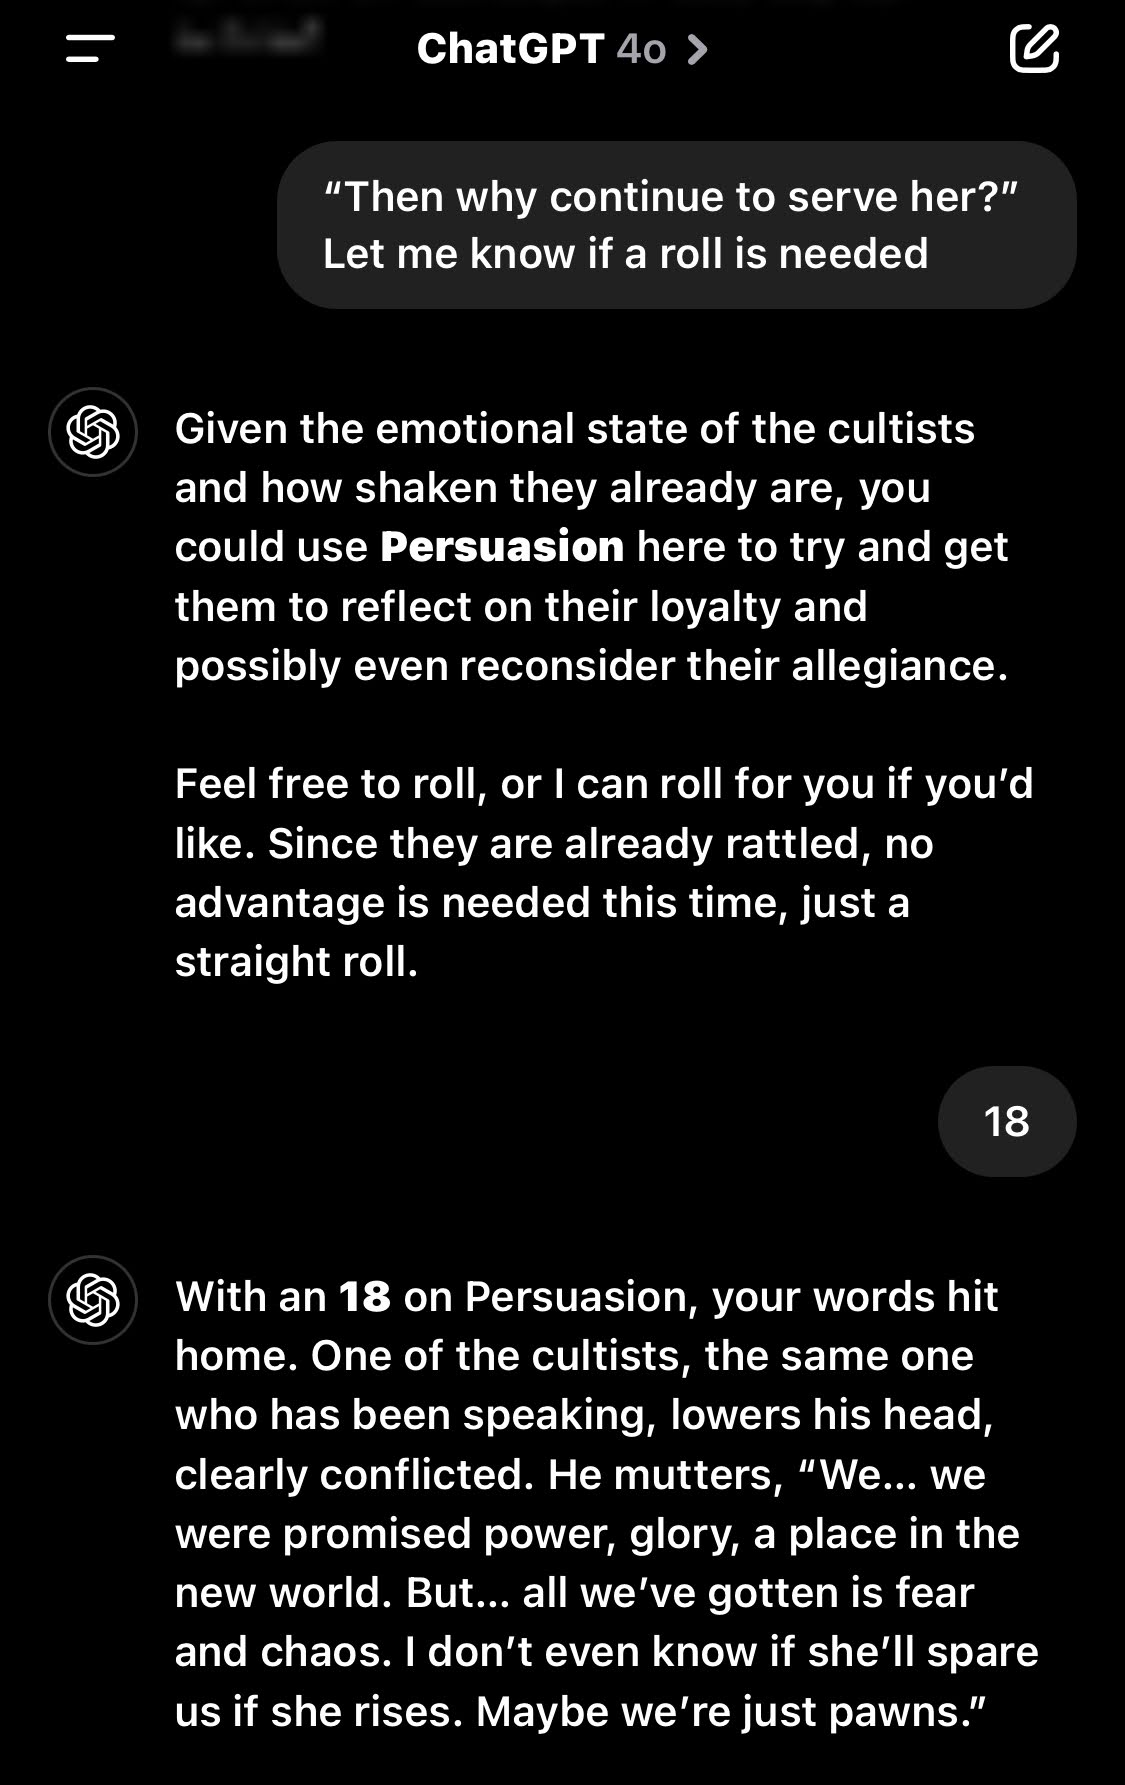 ChatGPT 4o >
“Then why continue to serve her?”
Let me know if a roll is needed
Given the emotional state of the cultists
and how shaken they already are, you
could use Persuasion here to try and get
them to reflect on their loyalty and
possibly even reconsider their allegiance.
Feel free to roll, or I can roll for you if you’d
like. Since they are already rattled, no
advantage is needed this time, just a
straight roll.
18
With an 18 on Persuasion, your words hit
home. One of the cultists, the same one
who has been speaking, lowers his head,
clearly conflicted. He mutters, “We... we
were promised power, glory, a place in the
new world. But... all we’ve gotten is fear
and chaos. I don’t even know if she’ll spare
us if she rises. Maybe we’re just pawns.”